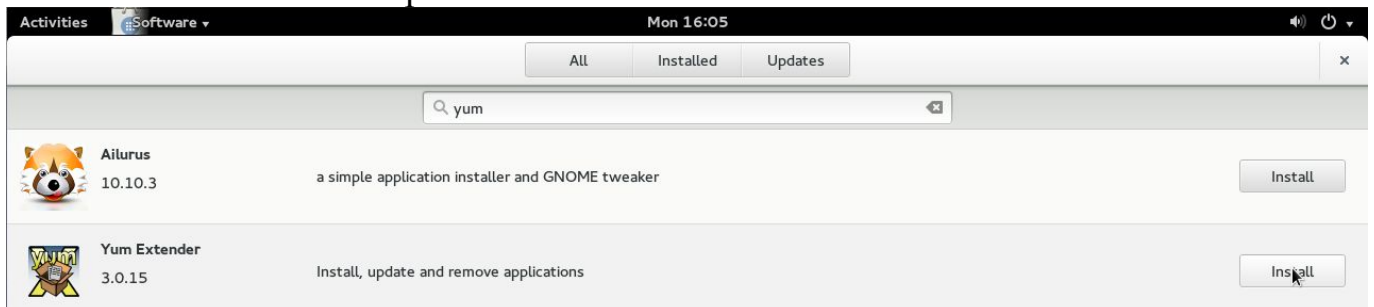 Activities Software Mon 16:05
All Installed Updates
yum
Ailurus
10.10.3 a simple application installer and GNOME tweaker Install
Yum Extender
3.0.15 Install, update and remove applications Install
YUM